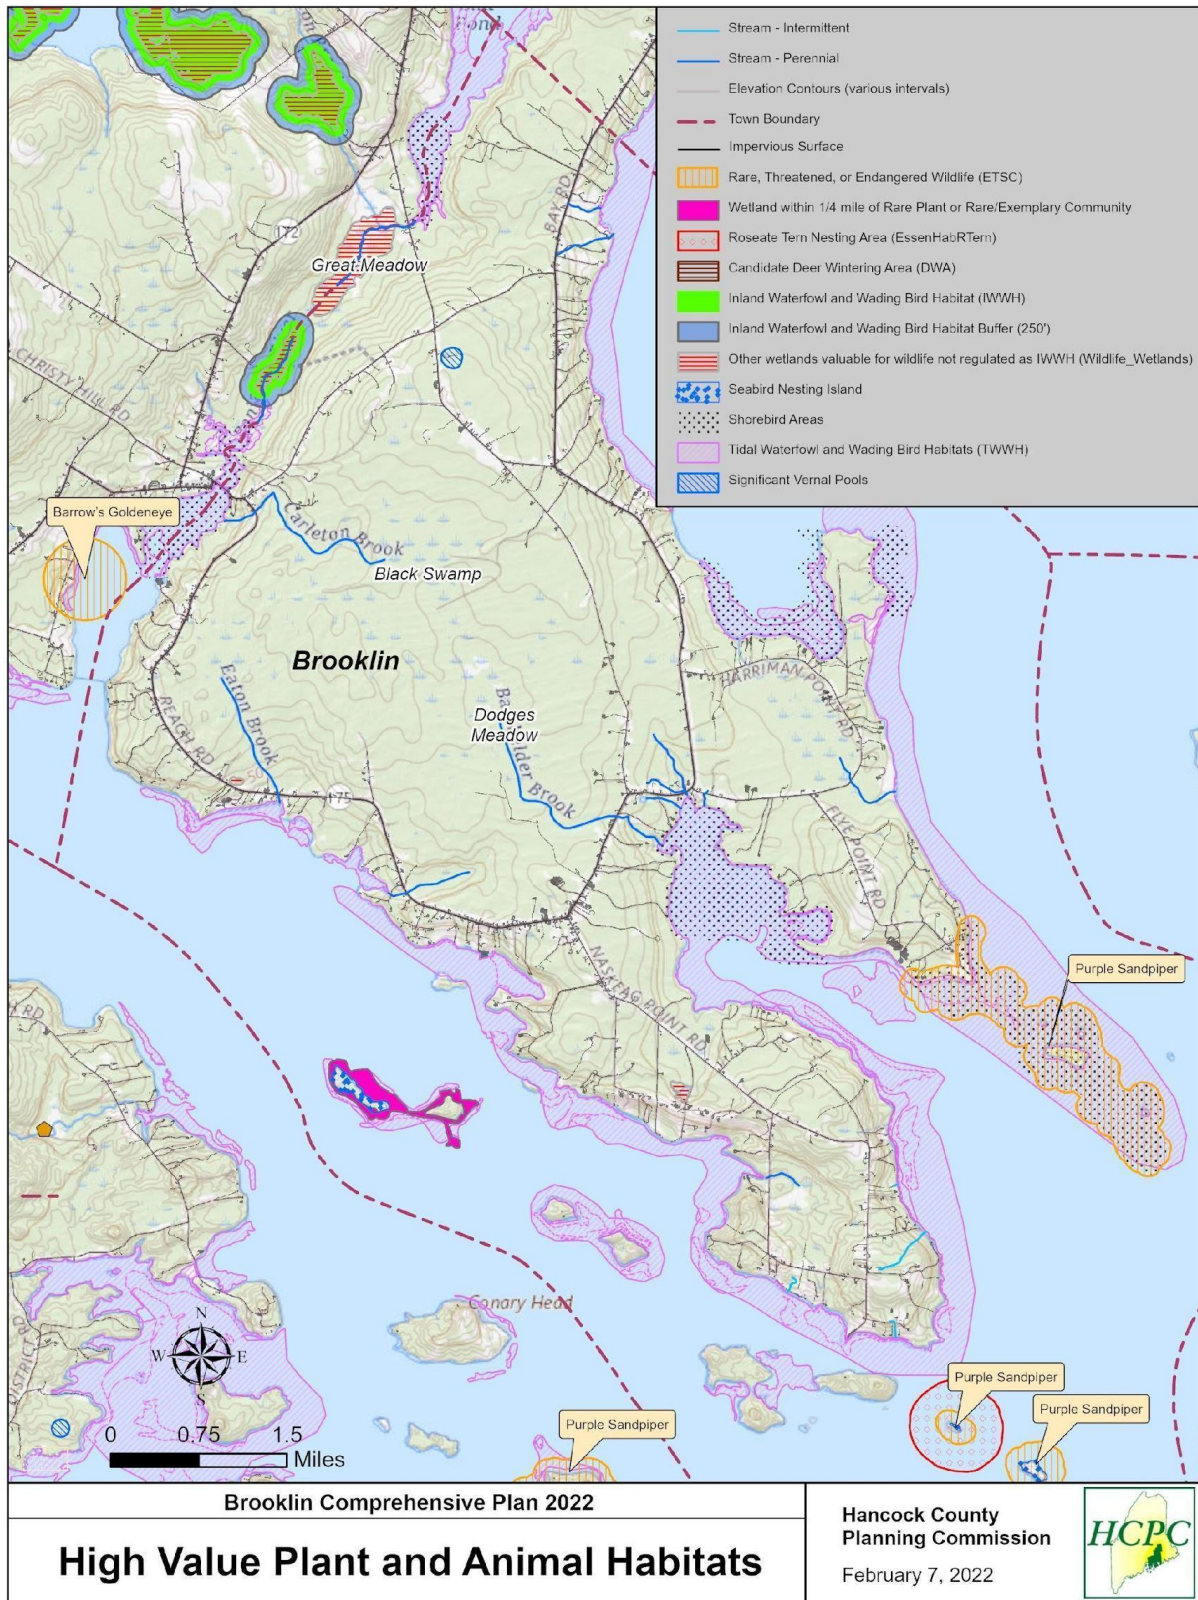 Pond
Stream - Intermittent
Stream - Perennial
Elevation Contours (various intervals)
Town Boundary
Impervious Surface
Rare, Threatened, or Endangered Wildlife (ETSC)
Wetland within 1/4 mile of Rare Plant or Rare/Exemplary Community
Roseate Tern Nesting Area (EssenHabRTern)
Candidate Deer Wintering Area (DWA)
Inland Waterfowl and Wading Bird Habitat (IWWH)
Inland Waterfowl and Wading Bird Habitat Buffer (250')
Other wetlands valuable for wildlife not regulated as IWWH (Wildlife_Wetlands)
Seabird Nesting Island
Shorebird Areas
Tidal Waterfowl and Wading Bird Habitats (TWWH)
Significant Vernal Pools
BAY RD
172
Great Meadow
CHRISTY HILL RD
Barrow's Goldeneye
Carleton Brook
Black Swamp
Brooklin
HARRIMAN POINT RD
Eaton Brook
REACH RD
Dodges
Meadow
Brook
175
FLYE POINT RD
NASKEAG POINT RD
Purple Sandpiper
RD
Conary Head
DISTRICT RD
N
W E
S
0 0.75 1.5
Miles
Purple Sandpiper
Purple Sandpiper
Purple Sandpiper
Brooklin Comprehensive Plan 2022
High Value Plant and Animal Habitats
Hancock County
Planning Commission
February 7, 2022
HCPC